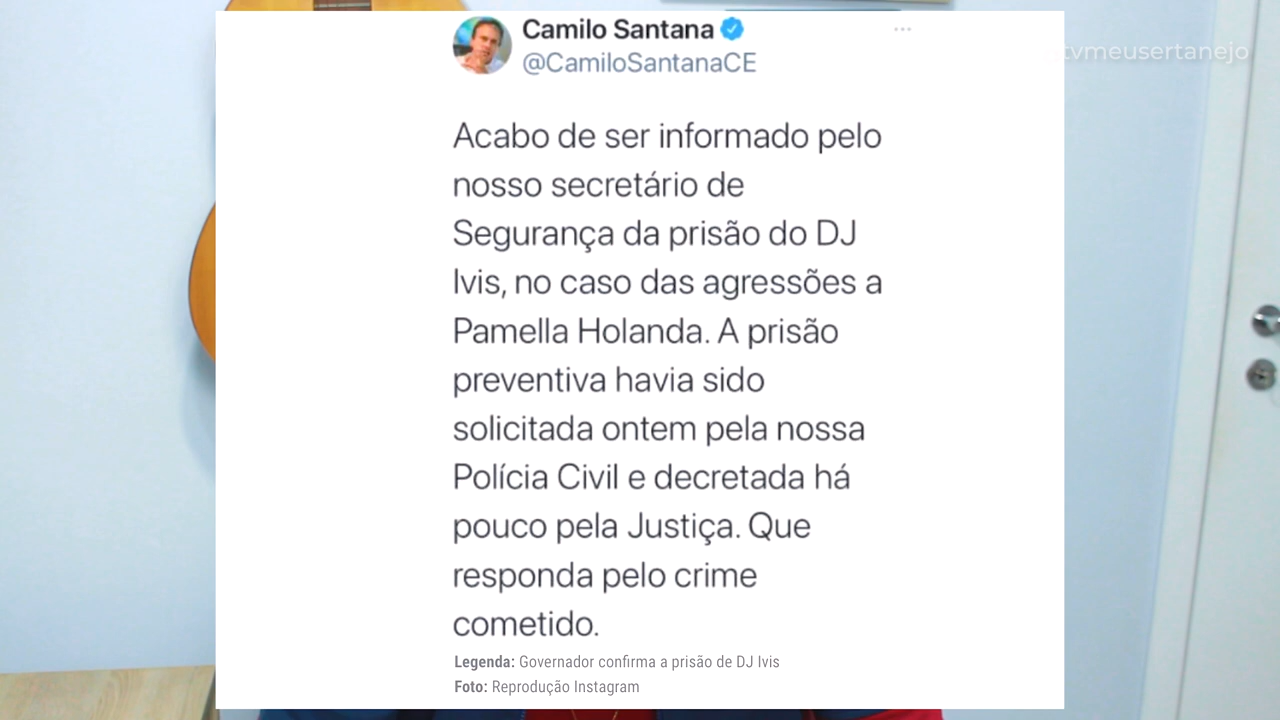 Camilo Santana
@CamiloSantanaCE
@tvmeusertanejo
Acabo de ser informado pelo
nosso secretário de
Segurança da prisão do DJ
Ivis, no caso das agressões a
Pamella Holanda. A prisão
preventiva havia sido
solicitada ontem pela nossa
Polícia Civil e decretada há
pouco pela Justiça. Que
responda pelo crime
cometido.
Legenda: Governador confirma a prisão de DJ Ivis
Foto: Reprodução Instagram